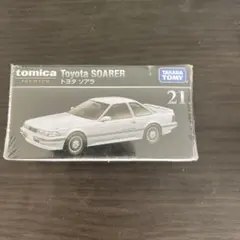 tomica Toyota SOARER
PREMIUM トヨタ ソアラ
TAKARA
TOMY
21